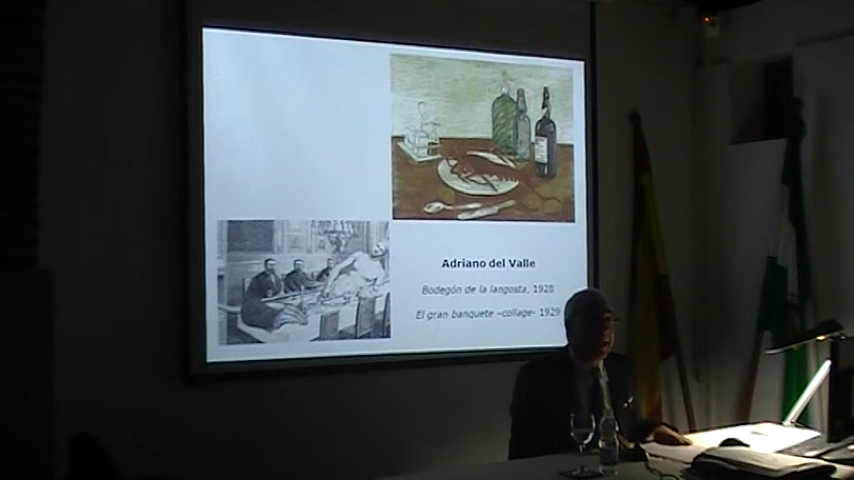 Adriano del Valle
Bodegón de la langosta, 1928
El gran banquete –collage- 1929